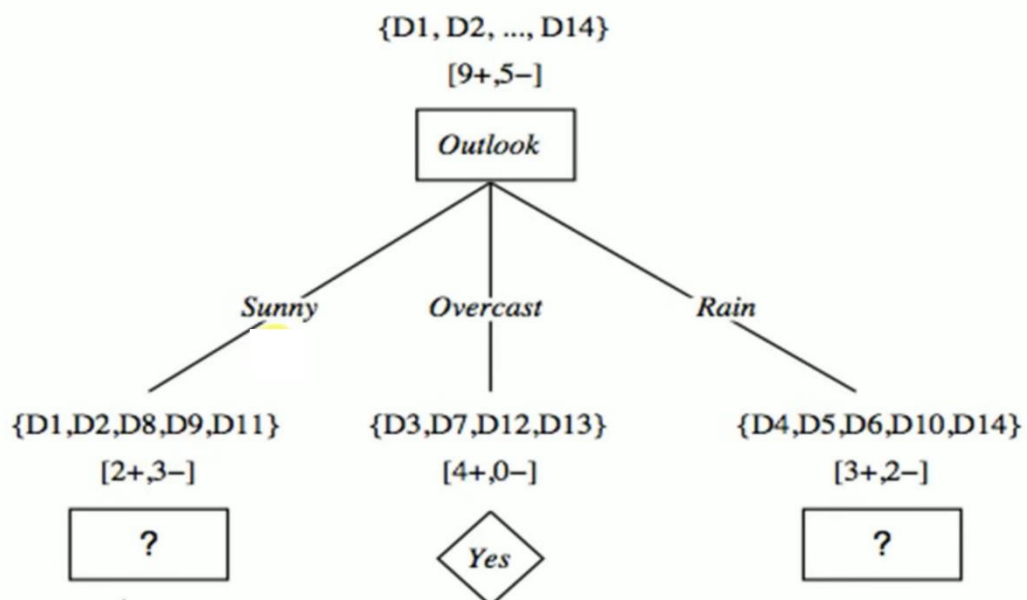 {D1, D2, ..., D14}
[9+,5−]
Outlook
Sunny
Overcast
Rain
{D1,D2,D8,D9,D11}
{D3,D7,D12,D13}
{D4,D5,D6,D10,D14}
[2+,3−]
[4+,0−]
[3+,2−]
?
Yes
?